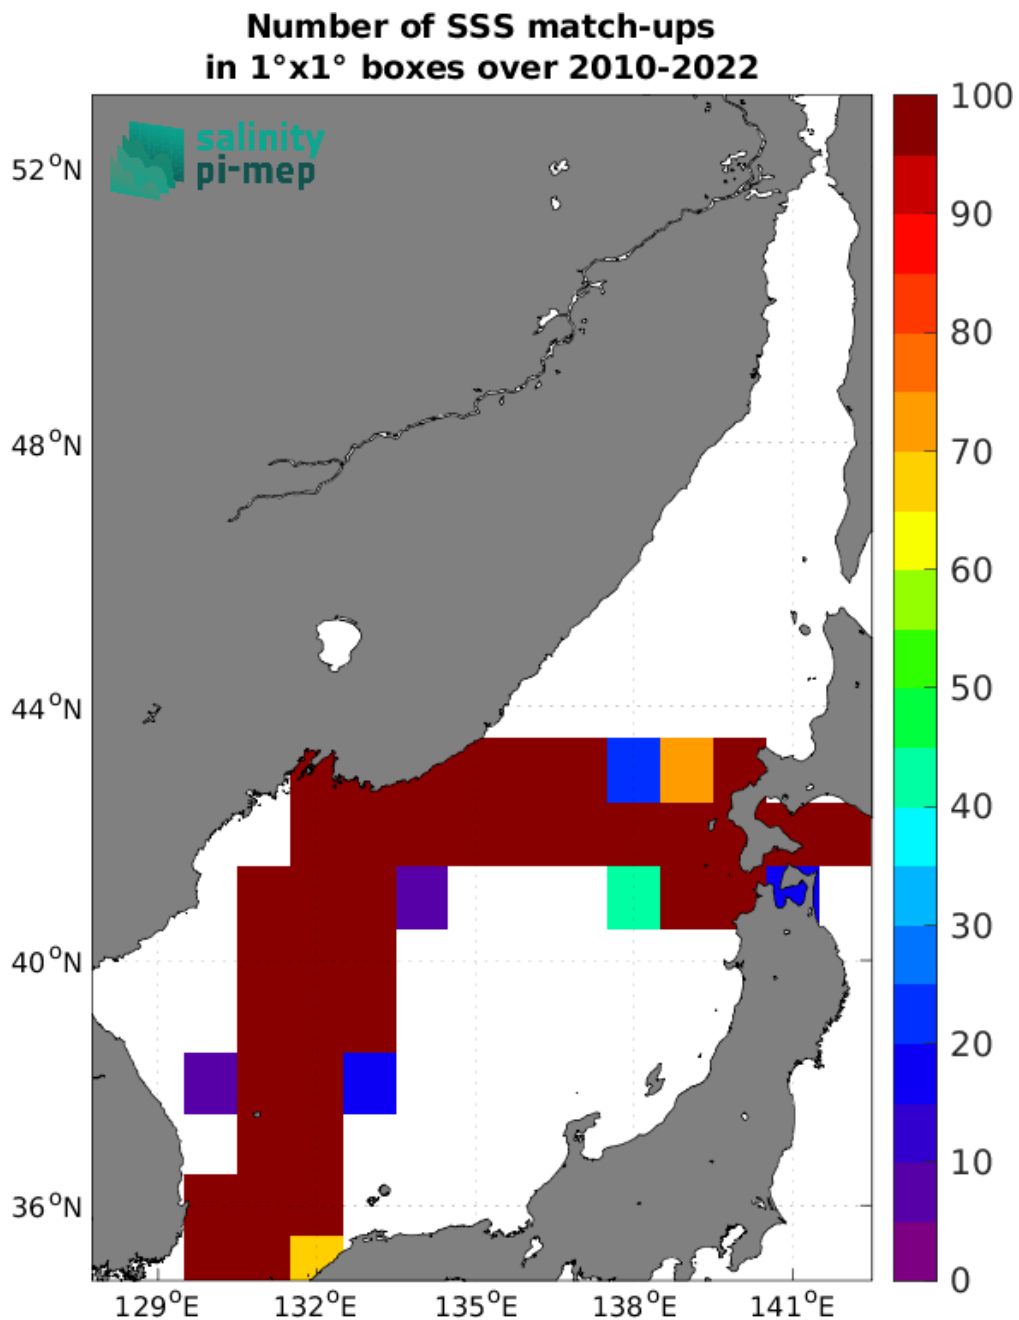 Number of SSS match-ups
in 1°x1° boxes over 2010-2022
salinity
pi-mep
52°N
48°N
44°N
40°N
36°N
129°E
132°E
135°E
138°E
141°E
100
90
80
70
60
50
40
30
20
10
0